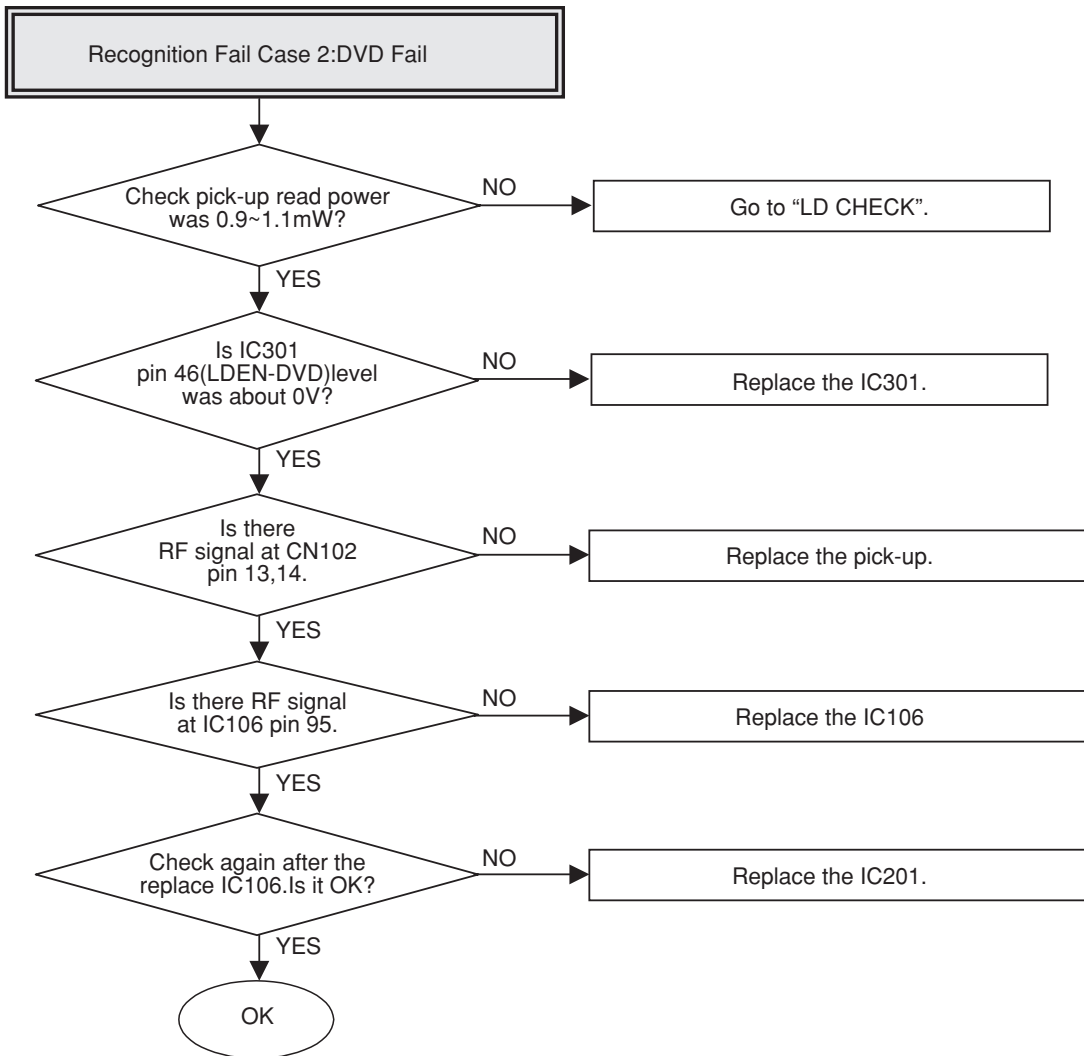 Recognition Fail Case 2:DVD Fail
Check pick-up read power
was 0.9~1.1mW?
NO
Go to “LD CHECK”.
YES
Is IC301
pin 46(LDEN-DVD)level
was about 0V?
NO
Replace the IC301.
YES
Is there
RF signal at CN102
pin 13,14.
NO
Replace the pick-up.
YES
Is there RF signal
at IC106 pin 95.
NO
Replace the IC106
YES
Check again after the
replace IC106.Is it OK?
NO
Replace the IC201.
YES
OK